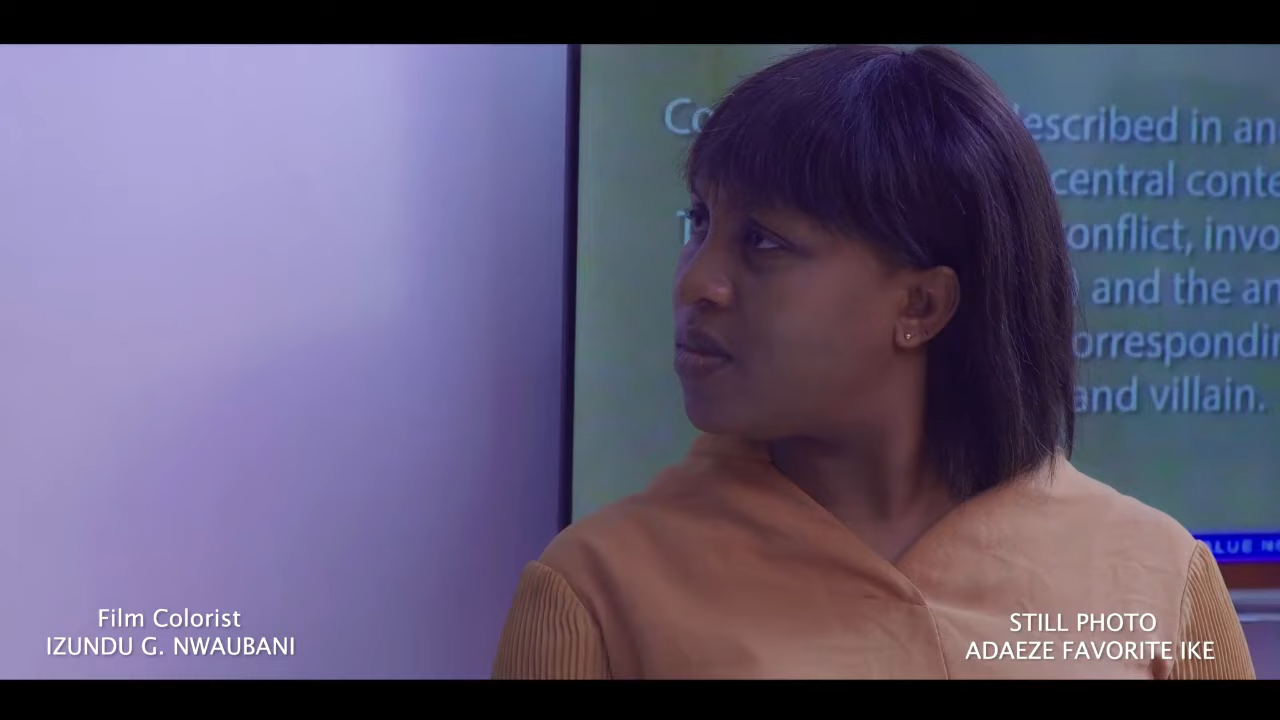 escribed in an
central conte
onflict, invo
and the an
orrespondin
and villain.
Film Colorist
IZUNDU G. NWAUBANI
STILL PHOTO
ADAEZE FAVORITE IKE